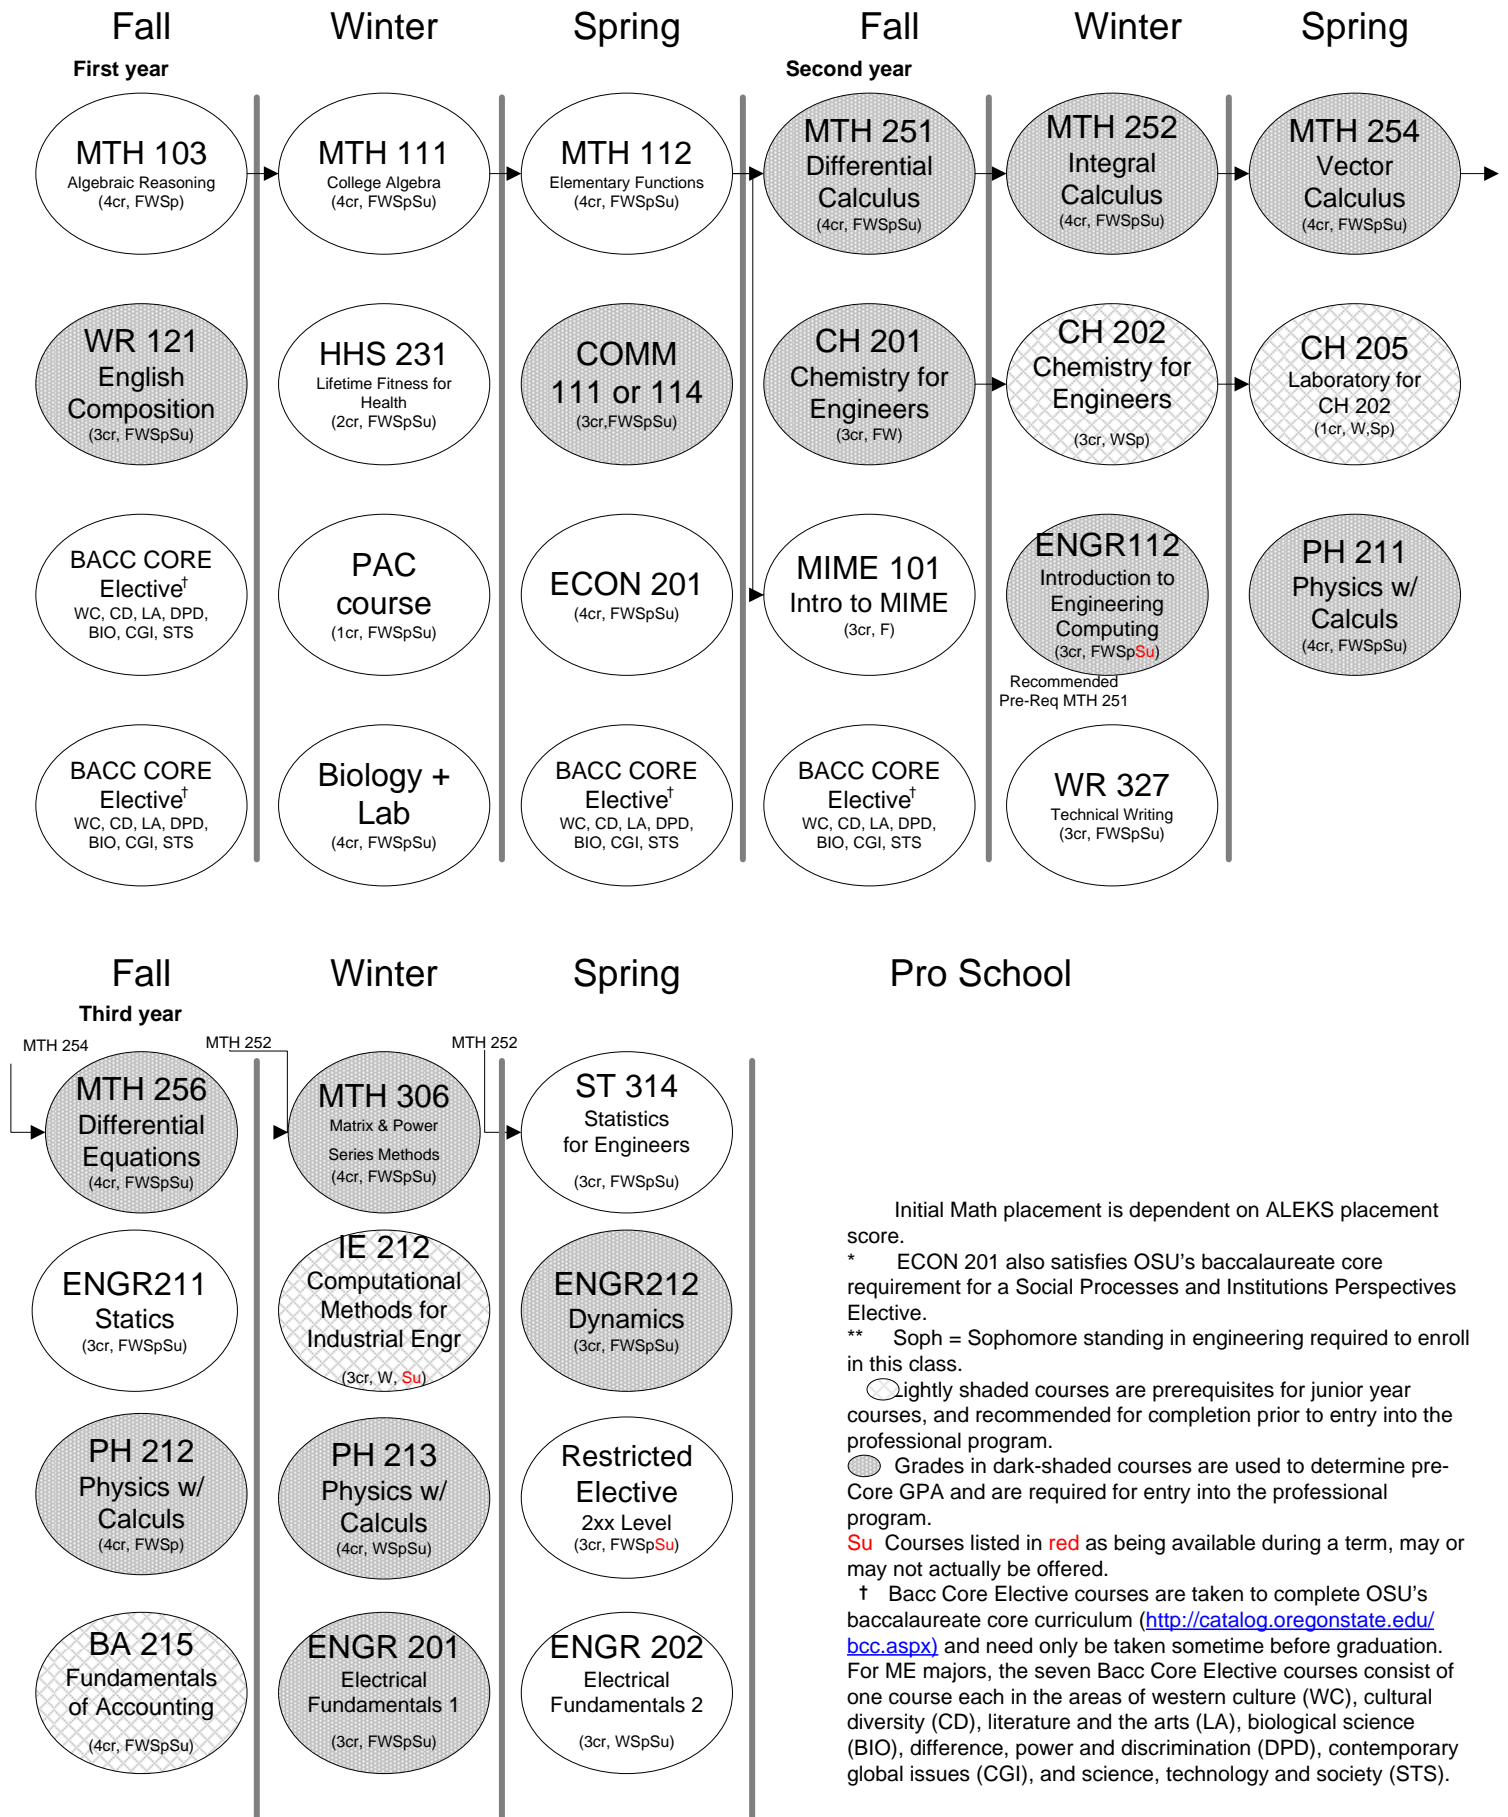 Fall Winter Spring Fall Winter Spring
First year Second year
MTH 103
Algebraic Reasoning
(4cr, FWSp)
MTH 111
College Algebra
(4cr, FWSpSu)
MTH 112
Elementary Functions
(4cr, FWSpSu)
MTH 251
Differential
Calculus
(4cr, FWSpSu)
MTH 252
Integral
Calculus
(4cr, FWSpSu)
MTH 254
Vector
Calculus
(4cr, FWSpSu)
WR 121
English
Composition
(3cr, FWSpSu)
HHS 231
Lifetime Fitness for
Health
(2cr, FWSpSu)
COMM
111 or 114
(3cr,FWSpSu)
CH 201
Chemistry for
Engineers
(3cr, FW)
CH 202
Chemistry for
Engineers
(3cr, WSp)
CH 205
Laboratory for
CH 202
(1cr, W,Sp)
BACC CORE
Elective†
WC, CD, LA, DPD,
BIO, CGI, STS
PAC
course
(1cr, FWSpSu)
ECON 201
(4cr, FWSpSu)
MIME 101
Intro to MIME
(3cr, F)
ENGR112
Introduction to
Engineering
Computing
(3cr, FWSpSu)
Recommended
Pre-Req MTH 251
PH 211
Physics w/
Calculs
(4cr, FWSpSu)
BACC CORE
Elective†
WC, CD, LA, DPD,
BIO, CGI, STS
Biology +
Lab
(4cr, FWSpSu)
BACC CORE
Elective†
WC, CD, LA, DPD,
BIO, CGI, STS
BACC CORE
Elective†
WC, CD, LA, DPD,
BIO, CGI, STS
WR 327
Technical Writing
(3cr, FWSpSu)
Fall Winter Spring Pro School
Third year
MTH 254
MTH 256
Differential
Equations
(4cr, FWSpSu)
MTH 252
MTH 306
Matrix & Power
Series Methods
(4cr, FWSpSu)
MTH 252
ST 314
Statistics
for Engineers
(3cr, FWSpSu)
ENGR211
Statics
(3cr, FWSpSu)
IE 212
Computational
Methods for
Industrial Engr
(3cr, W, Su)
ENGR212
Dynamics
(3cr, FWSpSu)
PH 212
Physics w/
Calculs
(4cr, FWSp)
PH 213
Physics w/
Calculs
(4cr, WSpSu)
Restricted
Elective
2xx Level
(3cr, FWSpSu)
BA 215
Fundamentals
of Accounting
(4cr, FWSpSu)
ENGR 201
Electrical
Fundamentals 1
(3cr, FWSpSu)
ENGR 202
Electrical
Fundamentals 2
(3cr, WSpSu)
Initial Math placement is dependent on ALEKS placement
score.
* ECON 201 also satisfies OSU's baccalaureate core
requirement for a Social Processes and Institutions Perspectives
Elective.
** Soph = Sophomore standing in engineering required to enroll
in this class.
Lightly shaded courses are prerequisites for junior year
courses, and recommended for completion prior to entry into the
professional program.
Grades in dark-shaded courses are used to determine pre-
Core GPA and are required for entry into the professional
program.
Su Courses listed in red as being available during a term, may or
may not actually be offered.
† Bacc Core Elective courses are taken to complete OSU's
baccalaureate core curriculum (http://catalog.oregonstate.edu/
bcc.aspx) and need only be taken sometime before graduation.
For ME majors, the seven Bacc Core Elective courses consist of
one course each in the areas of western culture (WC), cultural
diversity (CD), literature and the arts (LA), biological science
(BIO), difference, power and discrimination (DPD), contemporary
global issues (CGI), and science, technology and society (STS).